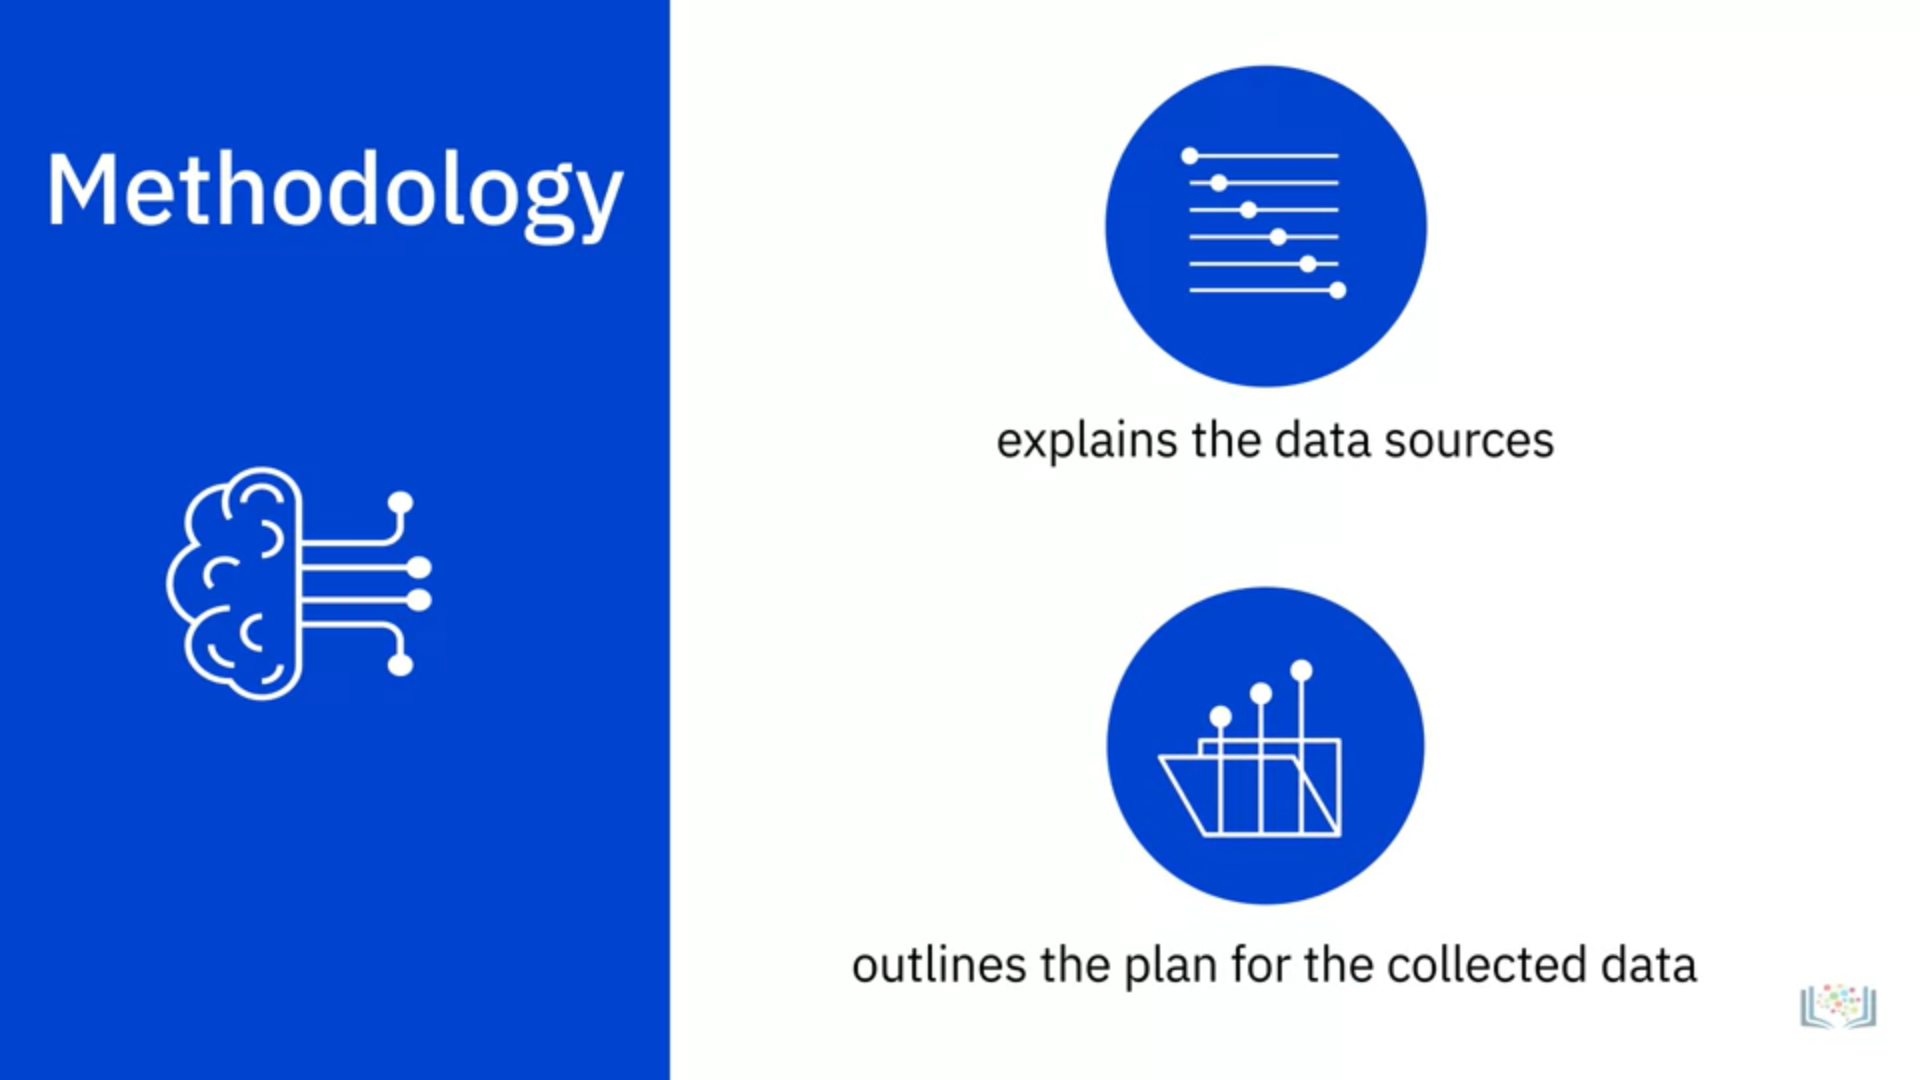 Methodology
explains the data sources
outlines the plan for the collected data